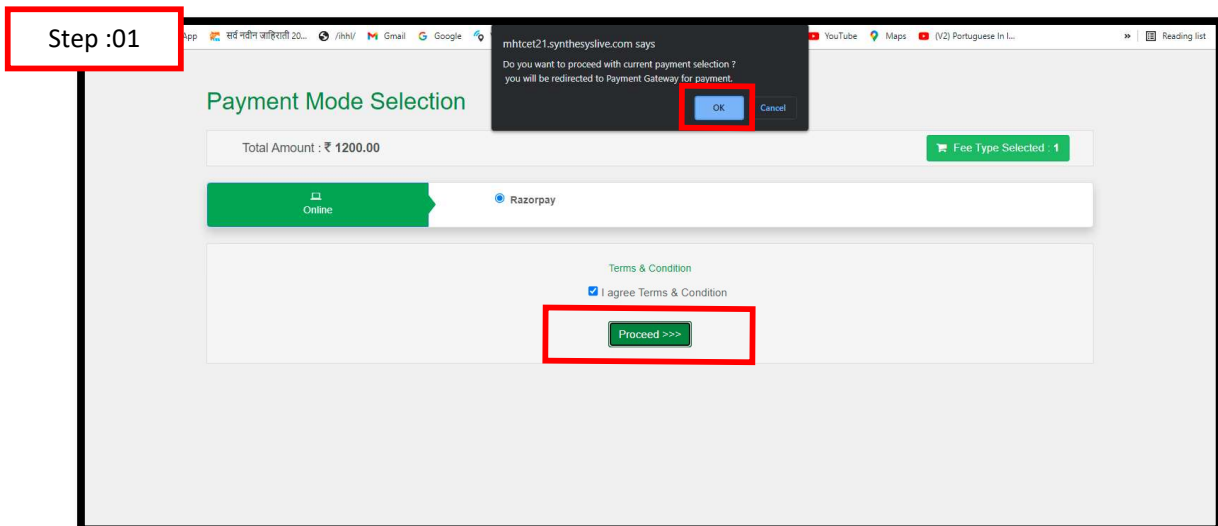 Step :01
App सर्व नवीन जाहिराती 20... /ihhl/ Gmail Google YouTube Maps (V2) Portuguese In I... » Reading list
mhtcet21.synthesyslive.com says
Do you want to proceed with current payment selection ?
you will be redirected to Payment Gateway for payment.
OK Cancel
Payment Mode Selection
Total Amount : ₹ 1200.00 Fee Type Selected : 1
Online Razorpay
Terms & Condition
I agree Terms & Condition
Proceed >>>